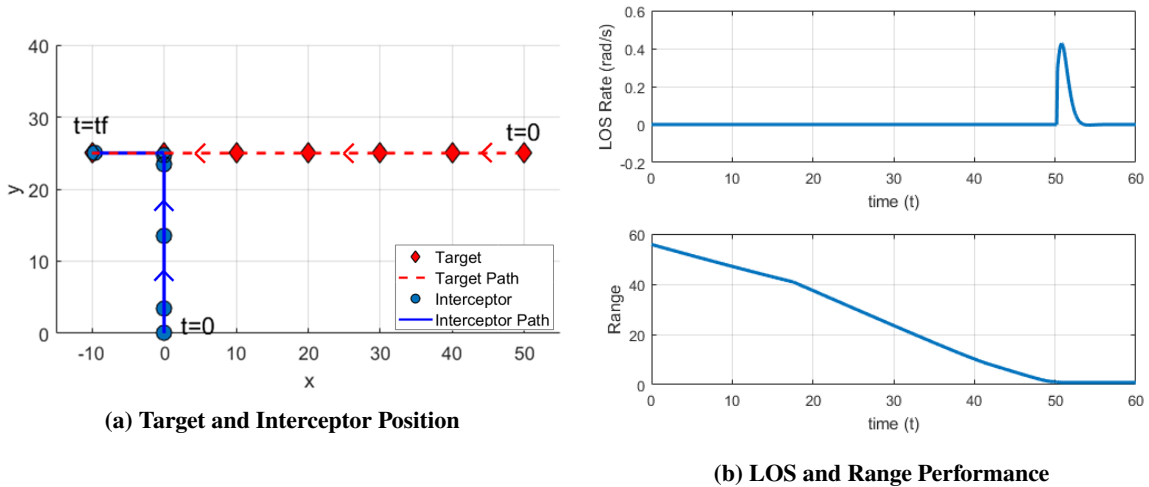 40
30
20
10
0
y
t=tf
t=0
t=0
-10
0
10
20
30
40
50
x
Target
Target Path
Interceptor
Interceptor Path
(a) Target and Interceptor Position
0.6
0.4
0.2
0
-0.2
LOS Rate (rad/s)
0
10
20
30
40
50
60
time (t)
60
40
20
0
Range
0
10
20
30
40
50
60
time (t)
(b) LOS and Range Performance